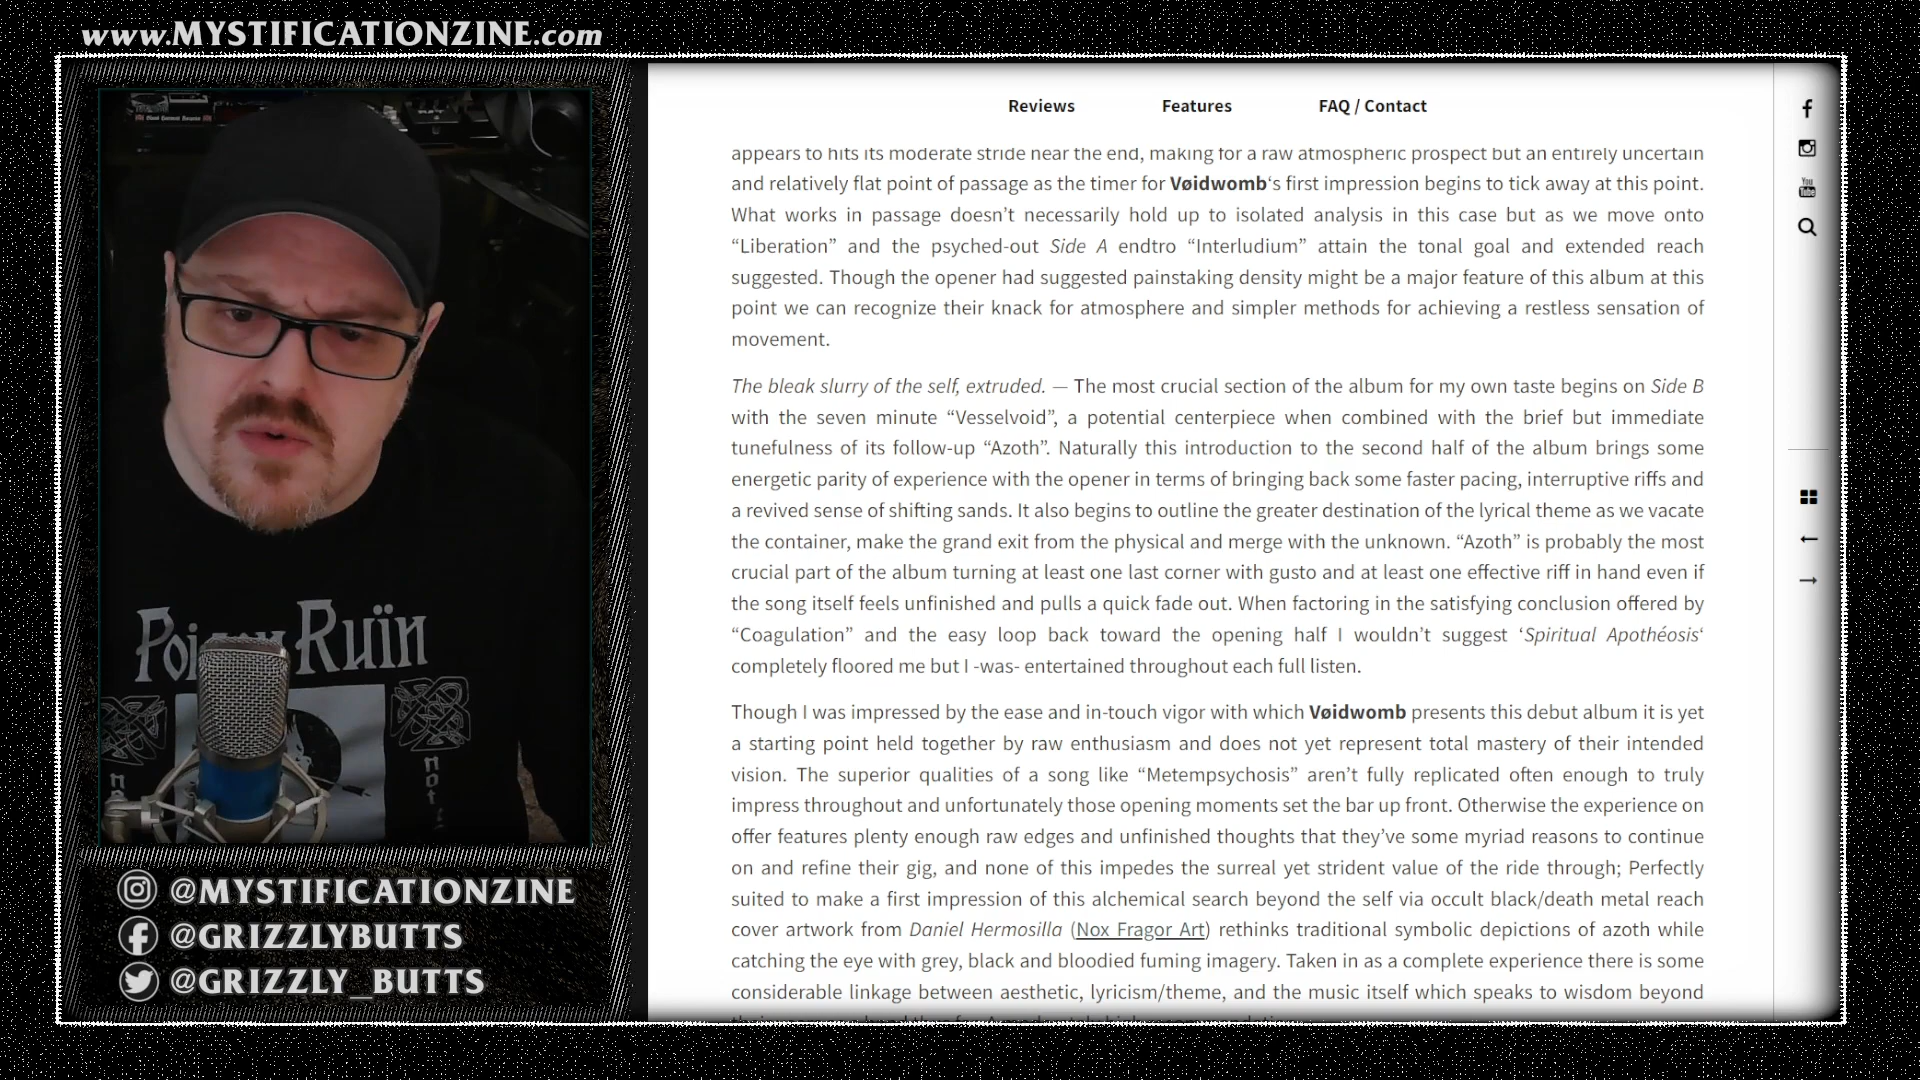 www.MYSTIFICATIONZINE.com
Reviews Features FAQ / Contact
appears to hits its moderate stride near the end, making for a raw atmospheric prospect but an entirely uncertain
and relatively flat point of passage as the timer for Vøidwomb‘s first impression begins to tick away at this point.
What works in passage doesn’t necessarily hold up to isolated analysis in this case but as we move onto
“Liberation” and the psyched-out Side A endtro “Interludium” attain the tonal goal and extended reach
suggested. Though the opener had suggested painstaking density might be a major feature of this album at this
point we can recognize their knack for atmosphere and simpler methods for achieving a restless sensation of
movement.
The bleak slurry of the self, extruded. — The most crucial section of the album for my own taste begins on Side B
with the seven minute “Vesselvoid”, a potential centerpiece when combined with the brief but immediate
tunefulness of its follow-up “Azoth”. Naturally this introduction to the second half of the album brings some
energetic parity of experience with the opener in terms of bringing back some faster pacing, interruptive riffs and
a revived sense of shifting sands. It also begins to outline the greater destination of the lyrical theme as we vacate
the container, make the grand exit from the physical and merge with the unknown. “Azoth” is probably the most
crucial part of the album turning at least one last corner with gusto and at least one effective riff in hand even if
the song itself feels unfinished and pulls a quick fade out. When factoring in the satisfying conclusion offered by
“Coagulation” and the easy loop back toward the opening half I wouldn’t suggest ‘Spiritual Apothéosis‘
completely floored me but I -was- entertained throughout each full listen.
Though I was impressed by the ease and in-touch vigor with which Vøidwomb presents this debut album it is yet
a starting point held together by raw enthusiasm and does not yet represent total mastery of their intended
vision. The superior qualities of a song like “Metempsychosis” aren’t fully replicated often enough to truly
impress throughout and unfortunately those opening moments set the bar up front. Otherwise the experience on
offer features plenty enough raw edges and unfinished thoughts that they’ve some myriad reasons to continue
on and refine their gig, and none of this impedes the surreal yet strident value of the ride through; Perfectly
suited to make a first impression of this alchemical search beyond the self via occult black/death metal reach
cover artwork from Daniel Hermosilla (Nox Fragor Art) rethinks traditional symbolic depictions of azoth while
catching the eye with grey, black and bloodied fuming imagery. Taken in as a complete experience there is some
considerable linkage between aesthetic, lyricism/theme, and the music itself which speaks to wisdom beyond
You
Tube
Poi Ruïn
not
@MYSTIFICATIONZINE
@GRIZZLYBUTTS
@GRIZZLY_BUTTS